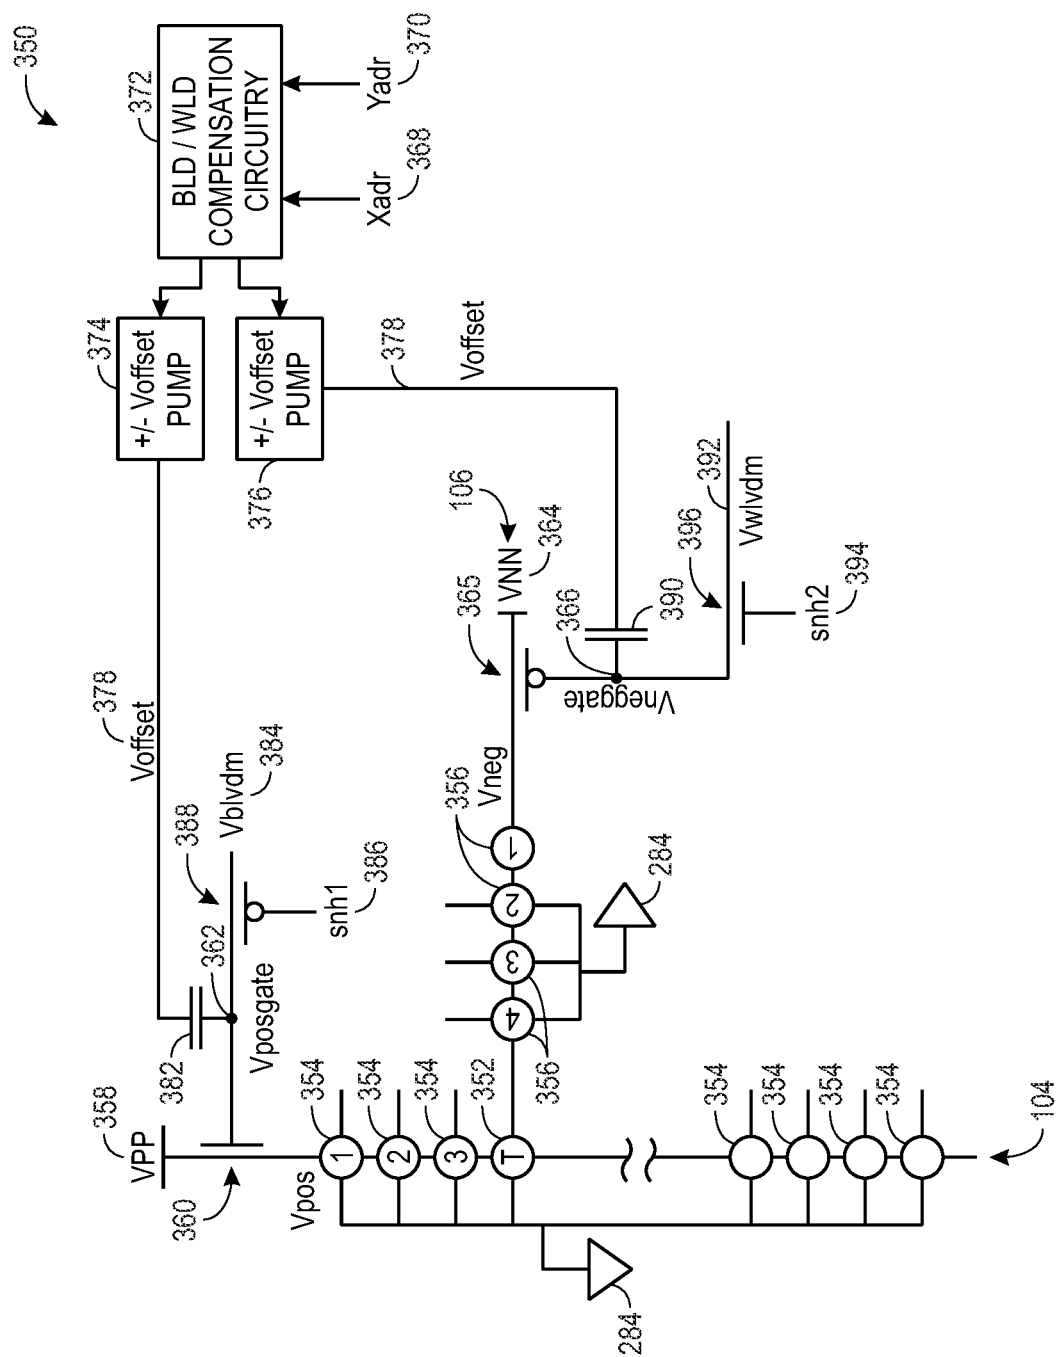 350
372
BLD / WLD
COMPENSATION
CIRCUITRY
Xadr
368
Yadr
370
374
+/- Voffset
PUMP
376
+/- Voffset
PUMP
378
Voffset
378
Voffset
358
VPP
360
Vpos
382
Vposgate
362
388
Vblvdm
384
snh1
386
354
1
354
2
354
3
352
T
284
356
4
3
2
1
356
284
Vneg
365
VNN
364
106
Vneggate
366
390
396
392
Vwlvdm
snh2
394
354
354
354
354
104